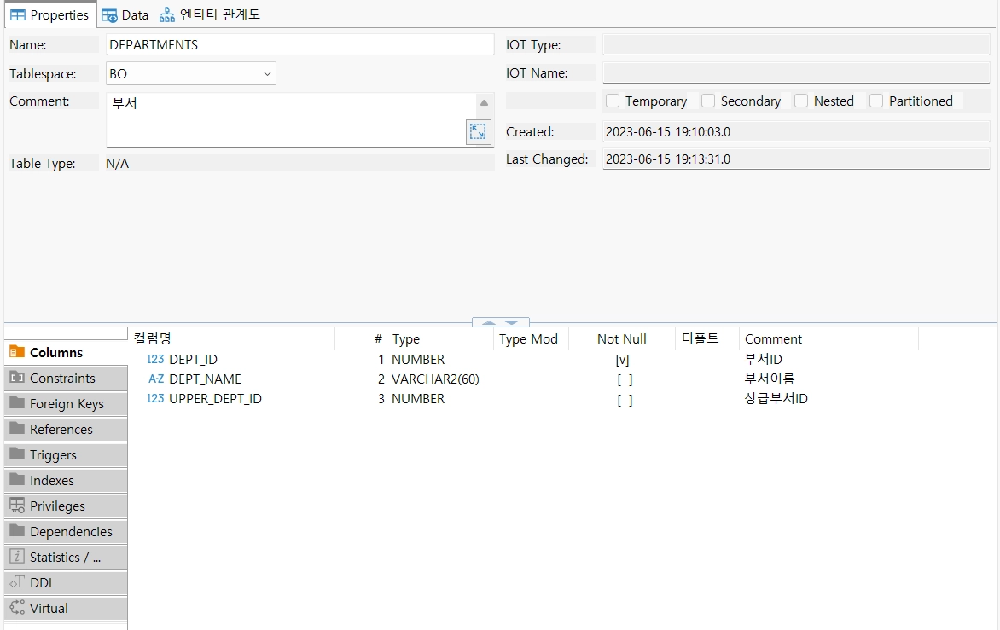 Properties Data 엔티티 관계도
Name: DEPARTMENTS IOT Type:
Tablespace: BO IOT Name:
Comment: 부서 Temporary Secondary Nested Partitioned
Created: 2023-06-15 19:10:03.0
Table Type: N/A Last Changed: 2023-06-15 19:13:31.0
컬럼명 # Type Type Mod Not Null 디폴트 Comment
123 DEPT_ID 1 NUMBER [v] 부서ID
A-Z DEPT_NAME 2 VARCHAR2(60) [ ] 부서이름
123 UPPER_DEPT_ID 3 NUMBER [ ] 상급부서ID
Columns
Constraints
Foreign Keys
References
Triggers
Indexes
Privileges
Dependencies
Statistics / ...
DDL
Virtual